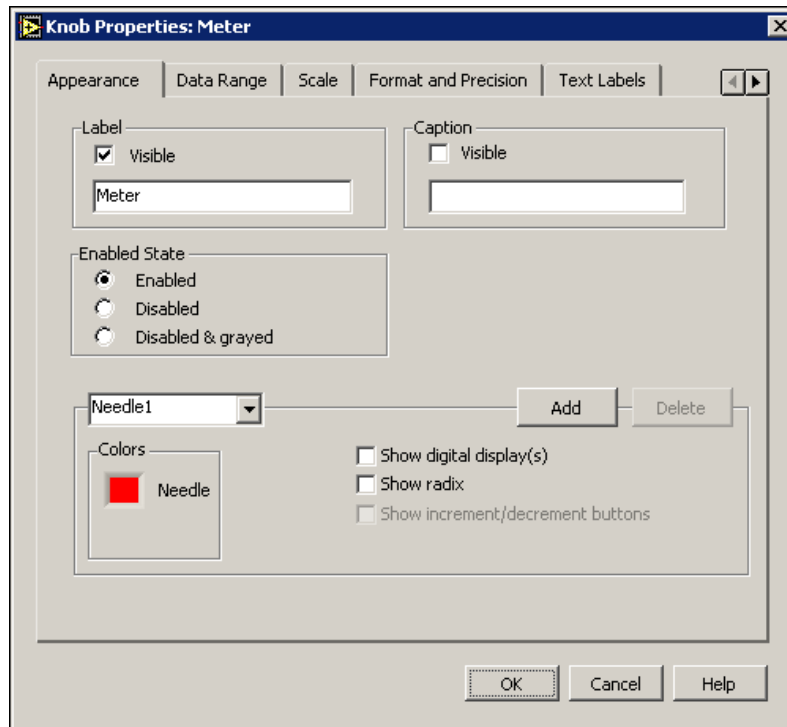 Knob Properties: Meter
Appearance Data Range Scale Format and Precision Text Labels
Label Caption
Visible Visible
Meter
Enabled State
Enabled
Disabled
Disabled & grayed
Needle1 Add Delete
Colors
Needle
Show digital display(s)
Show radix
Show increment/decrement buttons
OK Cancel Help